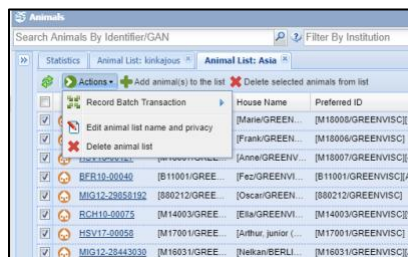 Animals
Search Animals By Identifier/GAN Filter By Institution
Statistics Animal List: kinkajous Animal List: Asia
Actions Add animal(s) to the list Delete selected animals from list
Record Batch Transaction House Name Preferred ID
[Marie/GREEN... [M18008/GREENVISC][
Edit animal list name and privacy [Frank/GREEN... [M18006/GREENVISC]
Delete animal list [Anne/GREENV... [M18007/GREENVISC][
BFR10-00040 [B11001/GREE... [Fez/GREENVI... [B11001/GREENVISC][A
MIG12-29858192 [880212/GREE... [Oscar/GREEN... [880212/GREENVISC]
RCH10-00075 [M14003/GREE... [Ella/GREENVI... [M14003/GREENVISC][
HSV17-00058 [M17001/GREE... [Arthur, junior (... [M17001/GREENVISC]
MIG12-28443030 [M16031/GREE... [Nelkan/BERLI... [M16031/GREENVISC][